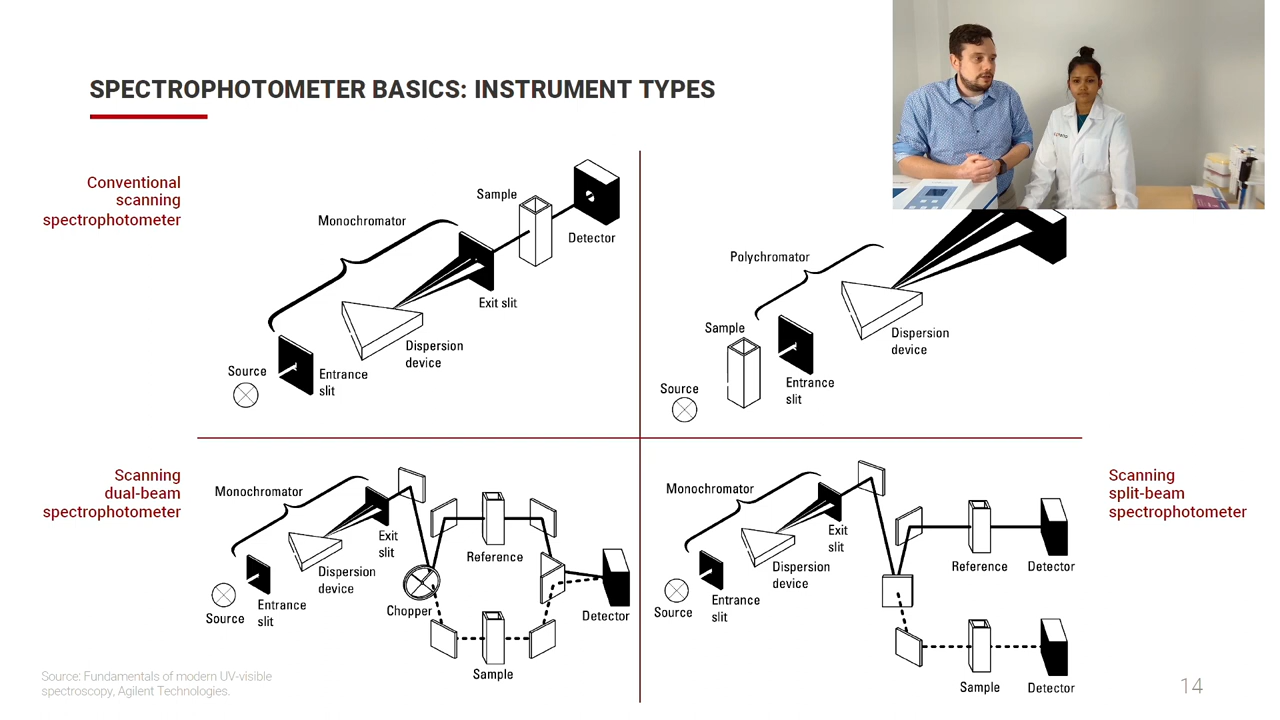 SPECTROPHOTOMETER BASICS: INSTRUMENT TYPES
Conventional
scanning
spectrophotometer
Monochromator
Sample
Detector
Exit slit
Dispersion
device
Source
Entrance
slit
Polychromator
Sample
Dispersion
device
Source
Entrance
slit
Scanning
dual-beam
spectrophotometer
Monochromator
Exit
slit
Dispersion
device
Source
Entrance
slit
Chopper
Reference
Detector
Sample
Monochromator
Exit
slit
Dispersion
device
Source
Entrance
slit
Reference
Detector
Sample
Detector
Scanning
split-beam
spectrophotometer
Source: Fundamentals of modern UV-visible
spectroscopy, Agilent Technologies.
14